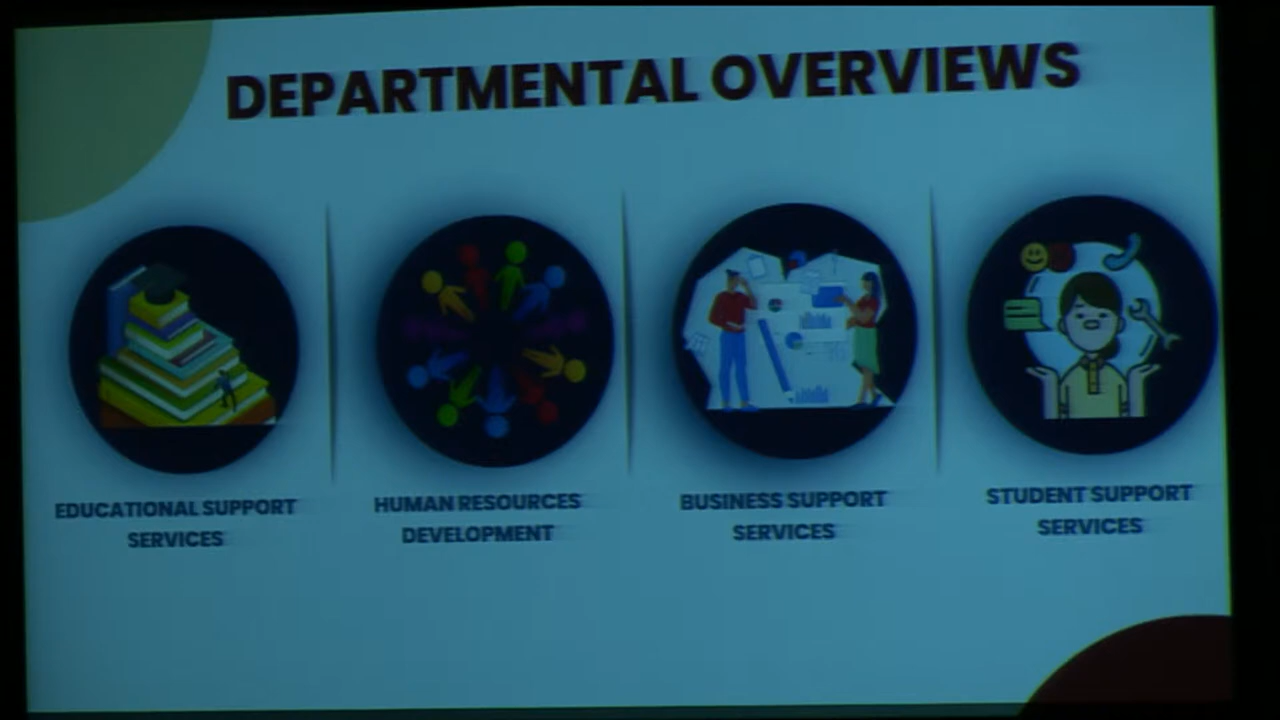 DEPARTMENTAL OVERVIEWS
EDUCATIONAL SUPPORT
SERVICES
HUMAN RESOURCES
DEVELOPMENT
BUSINESS SUPPORT
SERVICES
STUDENT SUPPORT
SERVICES